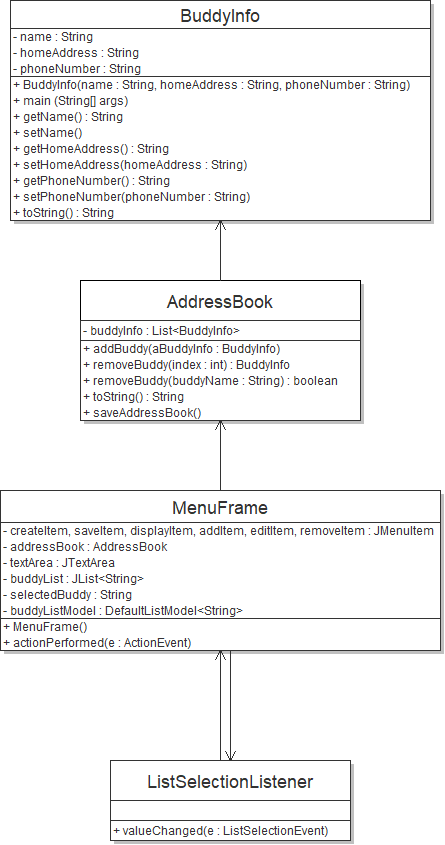 BuddyInfo
- name : String
- homeAddress : String
- phoneNumber : String
+ BuddyInfo(name : String, homeAddress : String, phoneNumber : String)
+ main (String[] args)
+ getName() : String
+ setName()
+ getHomeAddress() : String
+ setHomeAddress(homeAddress : String)
+ getPhoneNumber() : String
+ setPhoneNumber(phoneNumber : String)
+ toString() : String
AddressBook
- buddyInfo : List<BuddyInfo>
+ addBuddy(aBuddyInfo : BuddyInfo)
+ removeBuddy(index : int) : BuddyInfo
+ removeBuddy(buddyName : String) : boolean
+ toString() : String
+ saveAddressBook()
MenuFrame
- createItem, saveItem, displayItem, addItem, editItem, removeItem : JMenuItem
- addressBook : AddressBook
- textArea : JTextArea
- buddyList : JList<String>
- selectedBuddy : String
- buddyListModel : DefaultListModel<String>
+ MenuFrame()
+ actionPerformed(e : ActionEvent)
ListSelectionListener
+ valueChanged(e : ListSelectionEvent)